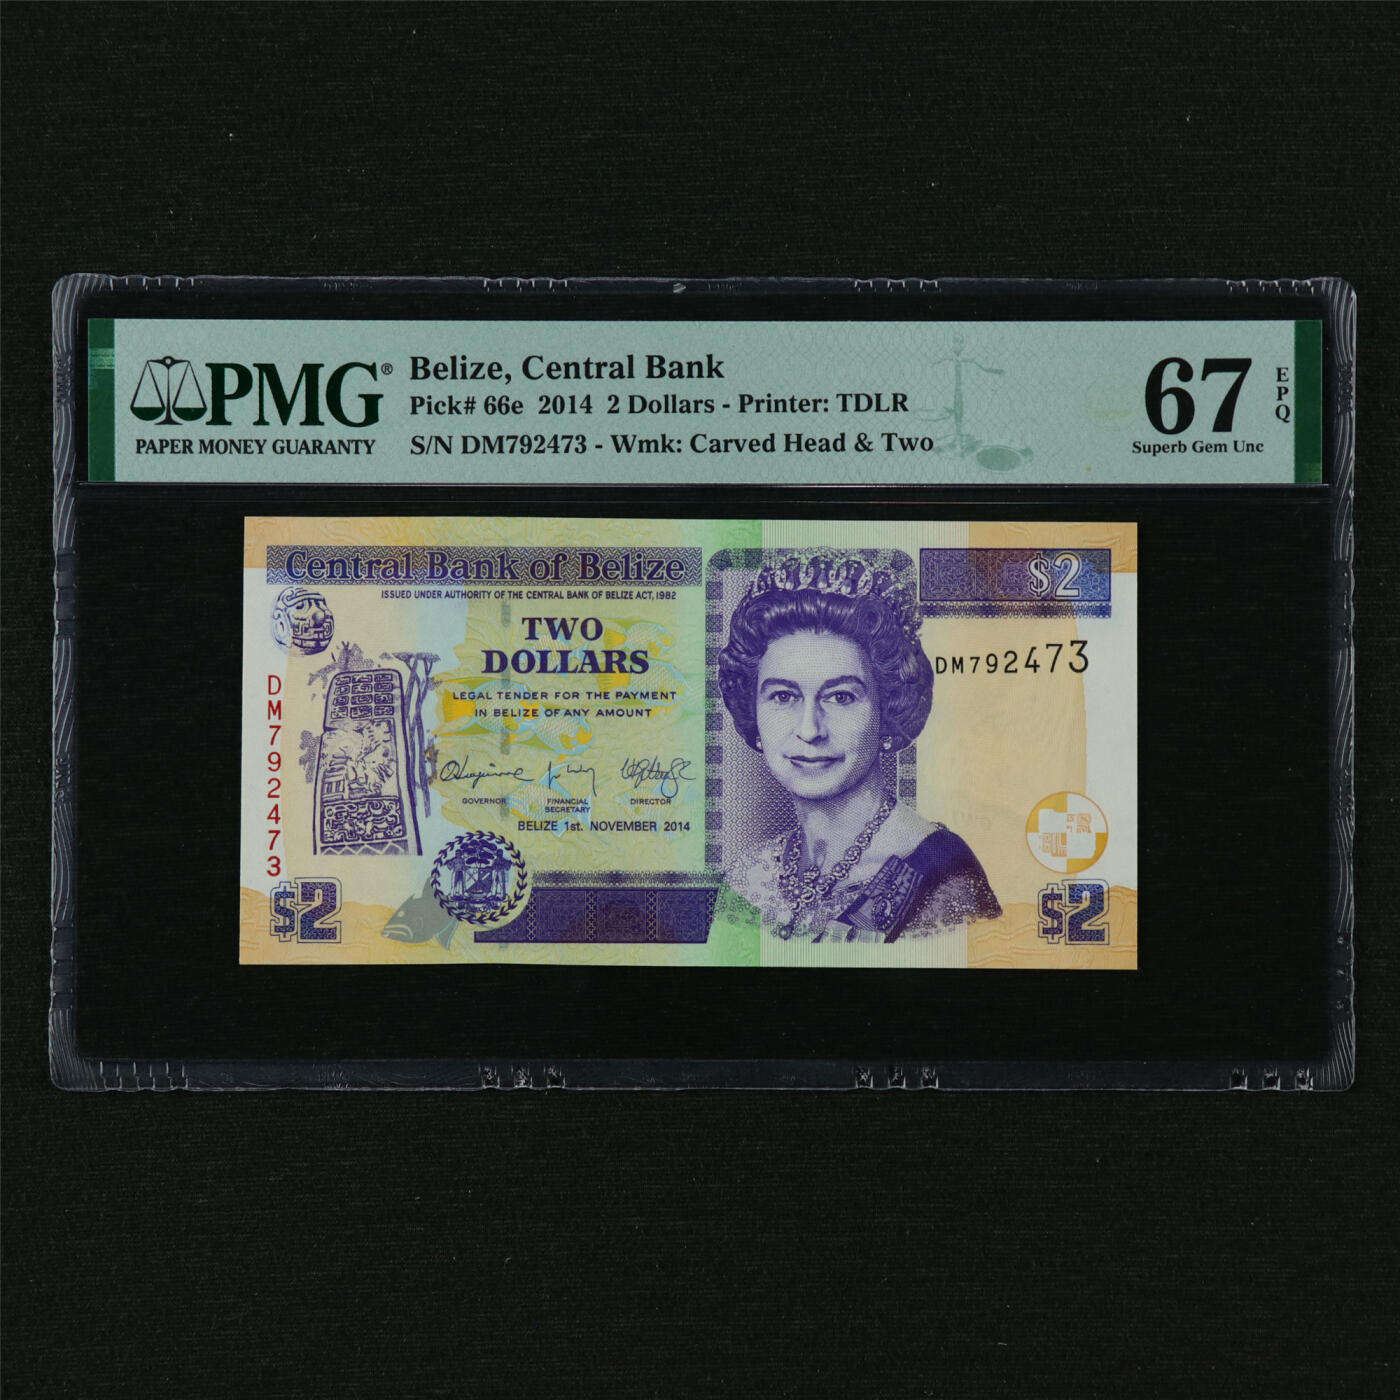 PMG®
PAPER MONEY GUARANTY
Belize, Central Bank
Pick# 66e 2014 2 Dollars - Printer: TDLR
S/N DM792473 - Wmk: Carved Head & Two
67
EPQ
Superb Gem Unc
Central Bank of Belize
$2
ISSUED UNDER AUTHORITY OF THE CENTRAL BANK OF BELIZE ACT, 1982
TWO
DOLLARS
DM792473
LEGAL TENDER FOR THE PAYMENT
IN BELIZE OF ANY AMOUNT
DM792473
GOVERNOR
FINANCIAL
SECRETARY
DIRECTOR
BELIZE 1st. NOVEMBER 2014
$2
$2